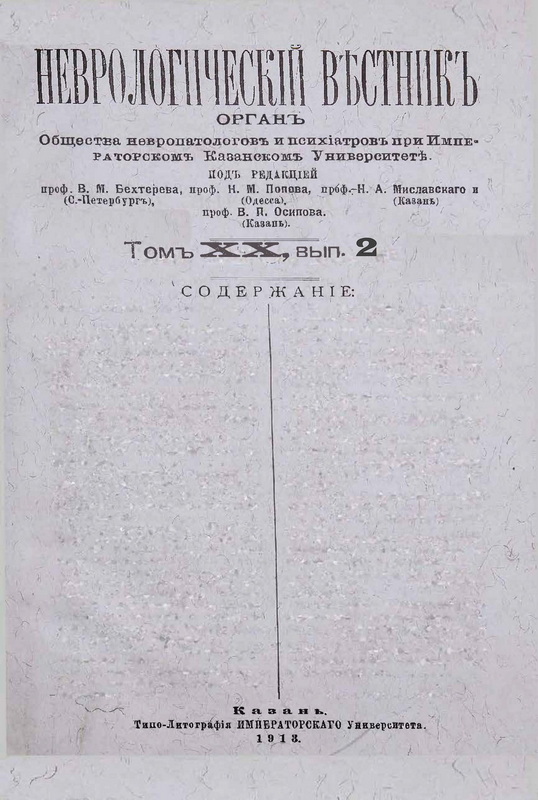 НЕВРОЛОГИЧЕСКІЙ ВѢСТНИКЪ
ОРГАНЪ
Общества невропатологовъ и психіатровъ при Импе-
раторскомъ Казанскомъ Университетѣ.
ПОДЪ РЕДАКЦІЕЙ
проф. В. М. Бехтерева, проф. Н. М. Попова, проф. Н. А. Миславскаго и
(С.-Петербургъ), (Одесса), (Казань)
проф. В. П. Осипова.
(Казань).
Томъ XX, вып. 2
СОДЕРЖАНІЕ:
Казань.
Типо-Литографія ИМПЕРАТОРСКАГО Университета.
1913.